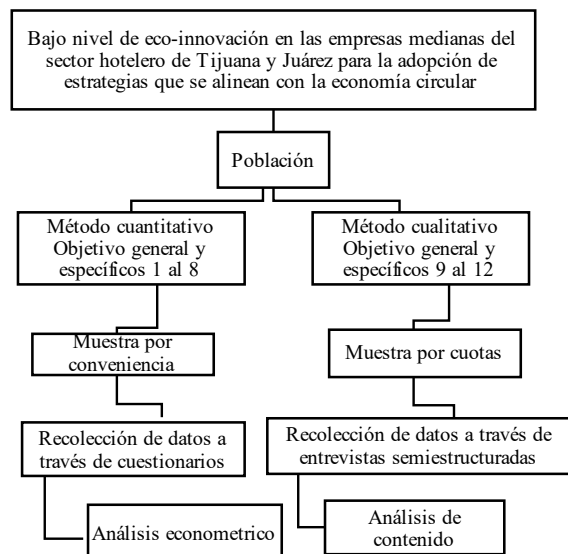 Bajo nivel de eco-innovación en las empresas medianas del
sector hotelero de Tijuana y Juárez para la adopción de
estrategias que se alinean con la economía circular
Población
Método cuantitativo
Objetivo general y
específicos 1 al 8
Método cualitativo
Objetivo general y
específicos 9 al 12
Muestra por
conveniencia
Muestra por cuotas
Recolección de datos a
través de cuestionarios
Recolección de datos a través de
entrevistas semiestructuradas
Análisis econometrico
Análisis de
contenido